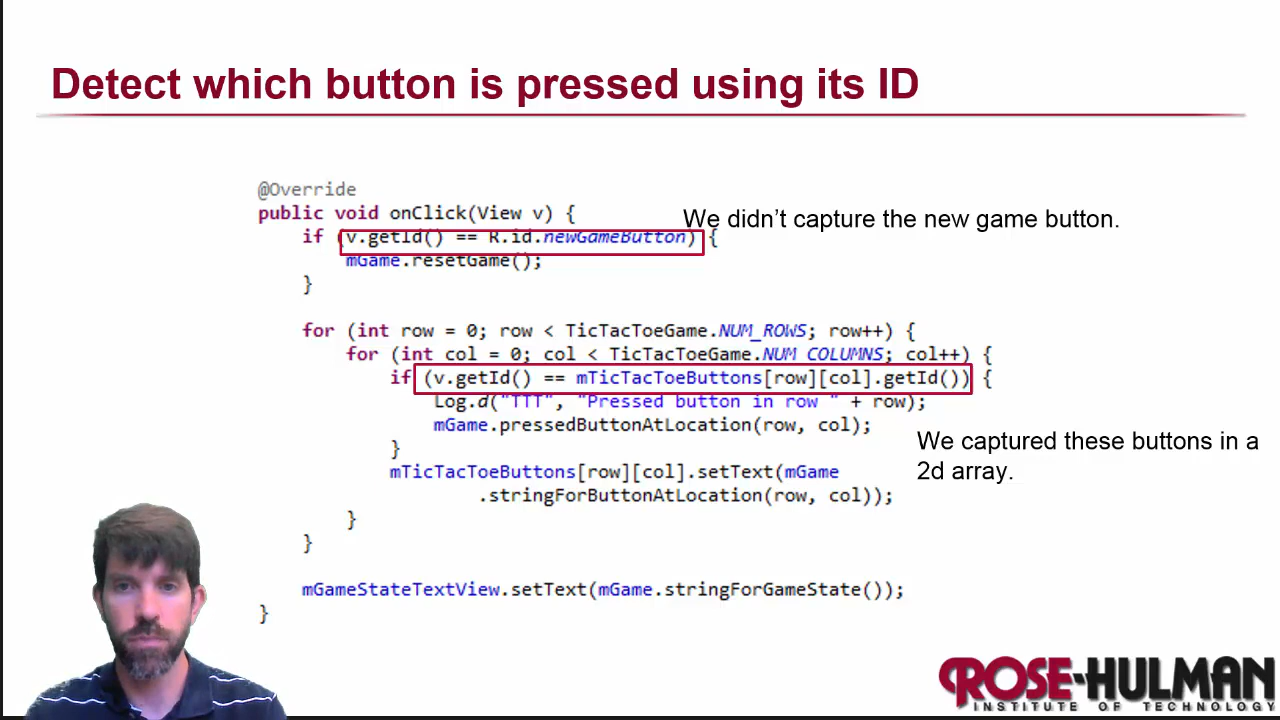 Detect which button is pressed using its ID
@Override
public void onClick(View v) {
We didn't capture the new game button.
if (v.getId() == R.id.newGameButton) {
mGame.resetGame();
}
for (int row = 0; row < TicTacToeGame.NUM_ROWS; row++) {
for (int col = 0; col < TicTacToeGame.NUM_COLUMNS; col++) {
if (v.getId() == mTicTacToeButtons[row][col].getId()) {
Log.d("TTT", "Pressed button in row " + row);
mGame.pressedButtonAtLocation(row, col);
}
We captured these buttons in a
2d array.
mTicTacToeButtons[row][col].setText(mGame
.stringForButtonAtLocation(row, col));
}
}
mGameStateTextView.setText(mGame.stringForGameState());
}
ROSE-HULMAN
INSTITUTE OF TECHNOLOGY